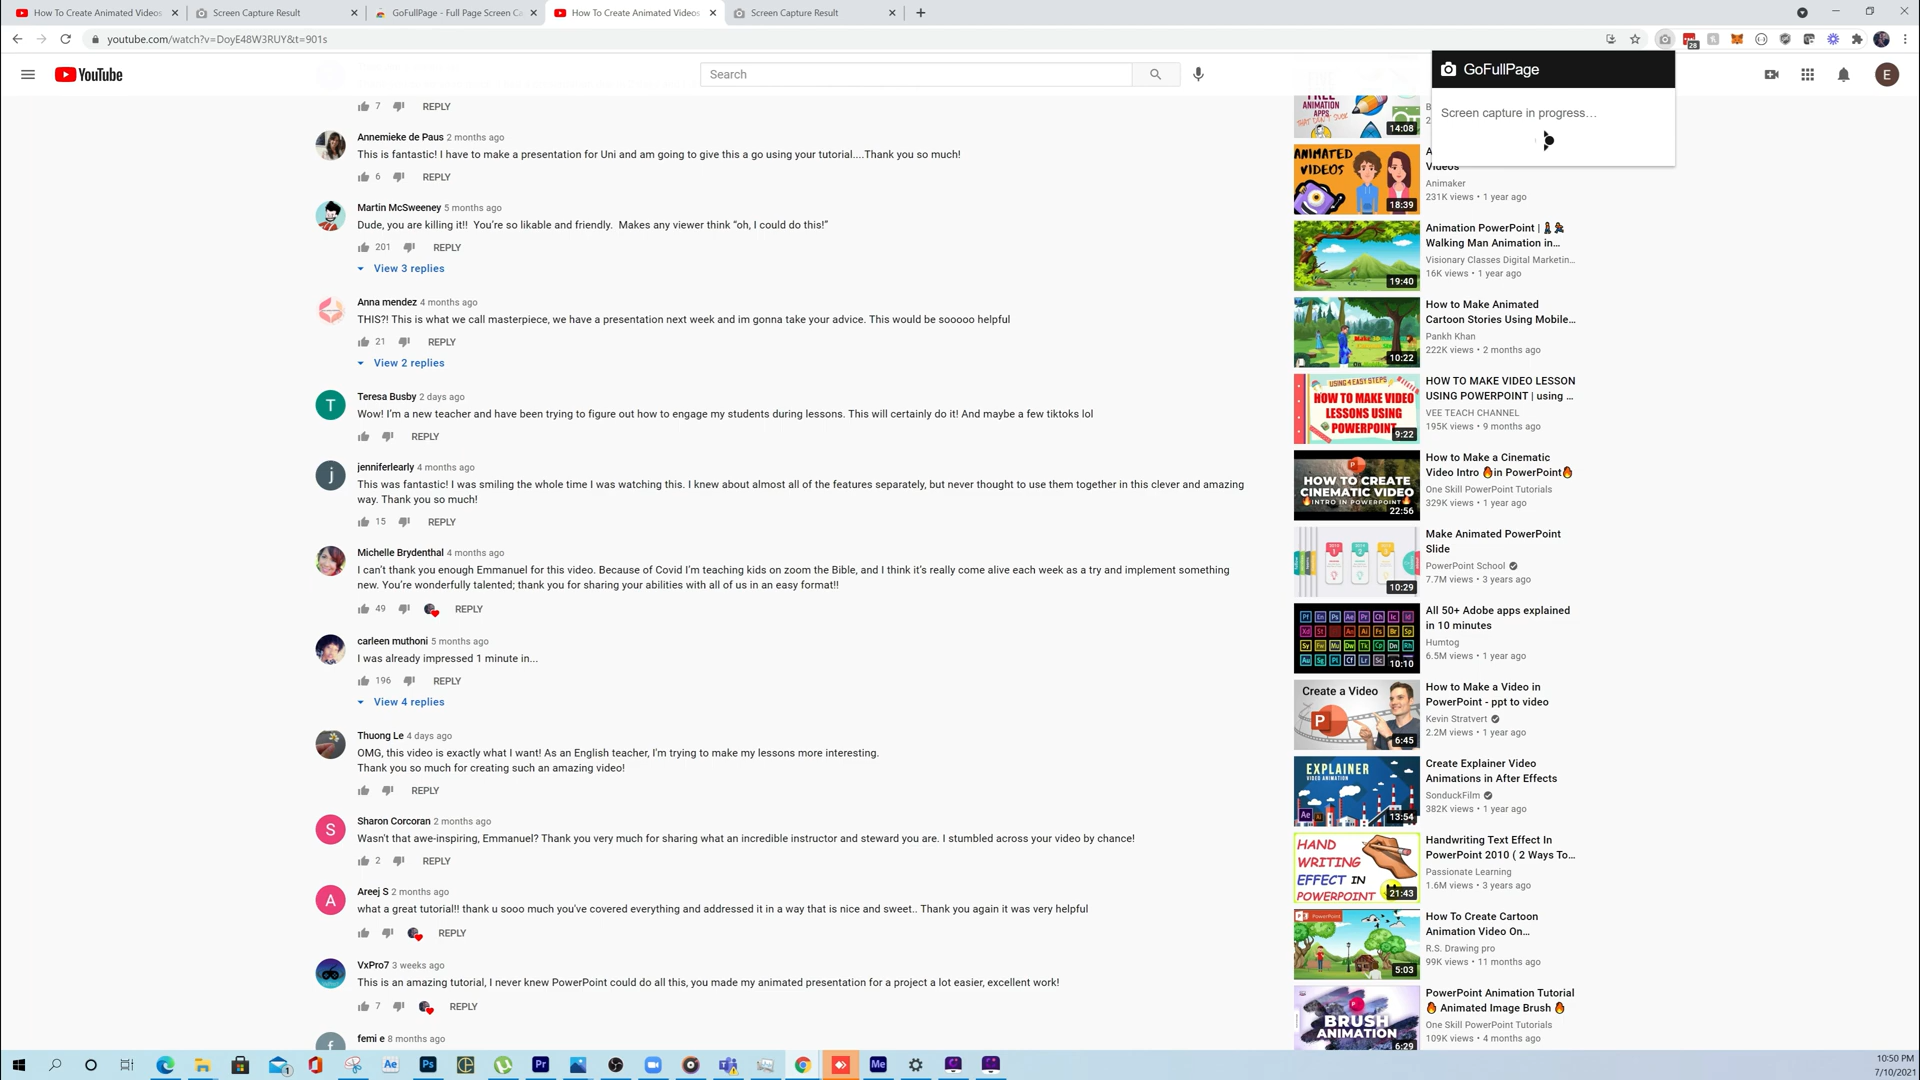 How To Create Animated Videos
Screen Capture Result
GoFullPage - Full Page Screen Ca
How To Create Animated Videos
Screen Capture Result
youtube.com/watch?v=DoyE48W3RUY&t=901s
28
YouTube
Search
E
GoFullPage
Screen capture in progress…
7 REPLY
Annemieke de Paus 2 months ago
This is fantastic! I have to make a presentation for Uni and am going to give this a go using your tutorial....Thank you so much!
6 REPLY
Martin McSweeney 5 months ago
Dude, you are killing it!! You're so likable and friendly. Makes any viewer think “oh, I could do this!”
201 REPLY
View 3 replies
Anna mendez 4 months ago
THIS?! This is what we call masterpiece, we have a presentation next week and im gonna take your advice. This would be sooooo helpful
21 REPLY
View 2 replies
T
Teresa Busby 2 days ago
Wow! I'm a new teacher and have been trying to figure out how to engage my students during lessons. This will certainly do it! And maybe a few tiktoks lol
REPLY
j
jenniferlearly 4 months ago
This was fantastic! I was smiling the whole time I was watching this. I knew about almost all of the features separately, but never thought to use them together in this clever and amazing
way. Thank you so much!
15 REPLY
Michelle Brydenthal 4 months ago
I can't thank you enough Emmanuel for this video. Because of Covid I'm teaching kids on zoom the Bible, and I think it's really come alive each week as a try and implement something
new. You're wonderfully talented; thank you for sharing your abilities with all of us in an easy format!!
49 REPLY
carleen muthoni 5 months ago
I was already impressed 1 minute in...
196 REPLY
View 4 replies
Thuong Le 4 days ago
OMG, this video is exactly what I want! As an English teacher, I'm trying to make my lessons more interesting.
Thank you so much for creating such an amazing video!
REPLY
S
Sharon Corcoran 2 months ago
Wasn't that awe-inspiring, Emmanuel? Thank you very much for sharing what an incredible instructor and steward you are. I stumbled across your video by chance!
2 REPLY
A
Areej S 2 months ago
what a great tutorial!! thank u sooo much you've covered everything and addressed it in a way that is nice and sweet.. Thank you again it was very helpful
REPLY
VxPro7 3 weeks ago
This is an amazing tutorial, I never knew PowerPoint could do all this, you made my animated presentation for a project a lot easier, excellent work!
7 REPLY
f
femi e 8 months ago
FREE
ANIMATION
APPS
THAT DON'T SUCK
14:08
ANIMATED
VIDEOS
18:39
Videos
Animaker
231K views • 1 year ago
19:40
Animation PowerPoint |
Walking Man Animation in...
Visionary Classes Digital Marketin...
16K views • 1 year ago
10:22
How to Make Animated
Cartoon Stories Using Mobile...
Pankh Khan
222K views • 2 months ago
USING 4 EASY STEPS
HOW TO MAKE VIDEO
LESSONS USING
POWERPOINT
9:22
HOW TO MAKE VIDEO LESSON
USING POWERPOINT | using ...
VEE TEACH CHANNEL
195K views • 9 months ago
HOW TO CREATE
CINEMATIC VIDEO
INTRO IN POWERPOINT
22:56
How to Make a Cinematic
Video Intro 🔥in PowerPoint🔥
One Skill PowerPoint Tutorials
329K views • 1 year ago
10:29
Make Animated PowerPoint
Slide
PowerPoint School
7.7M views • 3 years ago
10:10
All 50+ Adobe apps explained
in 10 minutes
Humtog
6.5M views • 1 year ago
Create a Video
P
6:45
How to Make a Video in
PowerPoint - ppt to video
Kevin Stratvert
2.2M views • 1 year ago
EXPLAINER
VIDEO ANIMATION
Ae Ai
13:54
Create Explainer Video
Animations in After Effects
SonduckFilm
382K views • 1 year ago
HAND
WRITING
EFFECT IN
POWERPOINT
21:43
Handwriting Text Effect In
PowerPoint 2010 ( 2 Ways To...
Passionate Learning
1.6M views • 3 years ago
PowerPoint
5:03
How To Create Cartoon
Animation Video On...
R.S. Drawing pro
99K views • 11 months ago
BRUSH
ANIMATION
6:29
PowerPoint Animation Tutorial
🔥 Animated Image Brush 🔥
One Skill PowerPoint Tutorials
109K views • 4 months ago
1
Ae
Ps
Pr
Me
10:50 PM
7/10/2021